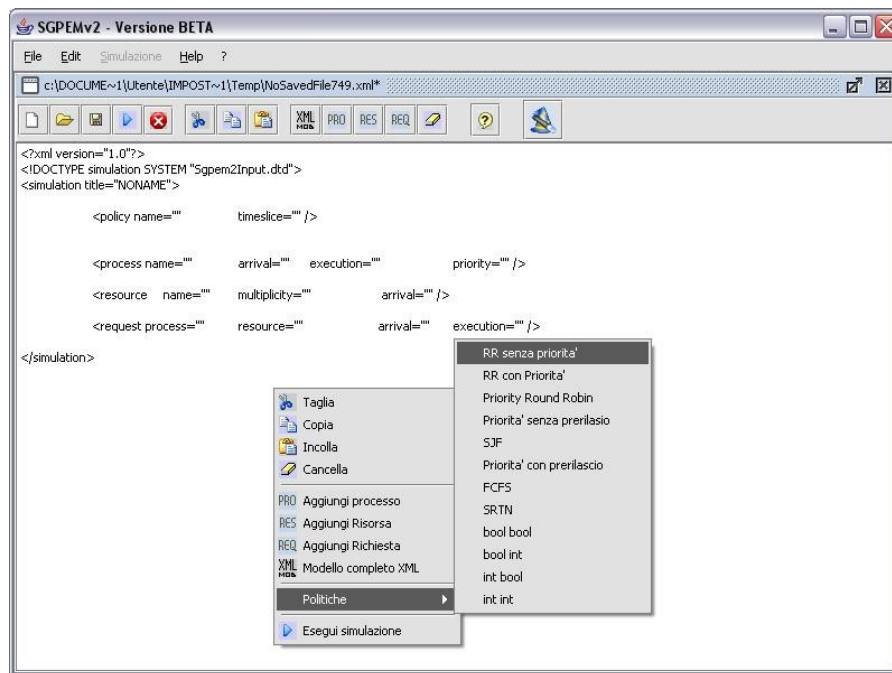 SGPEMv2 - Versione BETA
File Edit Simulazione Help ?
c:\DOCUME~1\Utente\IMPOST~1\Temp\NoSavedFile749.xml*
XML MOD PRO RES REQ
<?xml version="1.0"?>
<!DOCTYPE simulation SYSTEM "Sgpem2Input.dtd">
<simulation title="NONAME">
<policy name="" timeslice="" />
<process name="" arrival="" execution="" priority="" />
<resource name="" multiplicity="" arrival="" />
<request process="" resource="" arrival="" execution="" />
</simulation>
Taglia
Copia
Incolla
Cancella
PRO Aggiungi processo
RES Aggiungi Risorsa
REQ Aggiungi Richiesta
XML MOD Modello completo XML
Politiche
Esegui simulazione
RR senza priorita'
RR con Priorita'
Priority Round Robin
Priorita' senza prerilasio
SJF
Priorita' con prerilascio
FCFS
SRTN
bool bool
bool int
int bool
int int